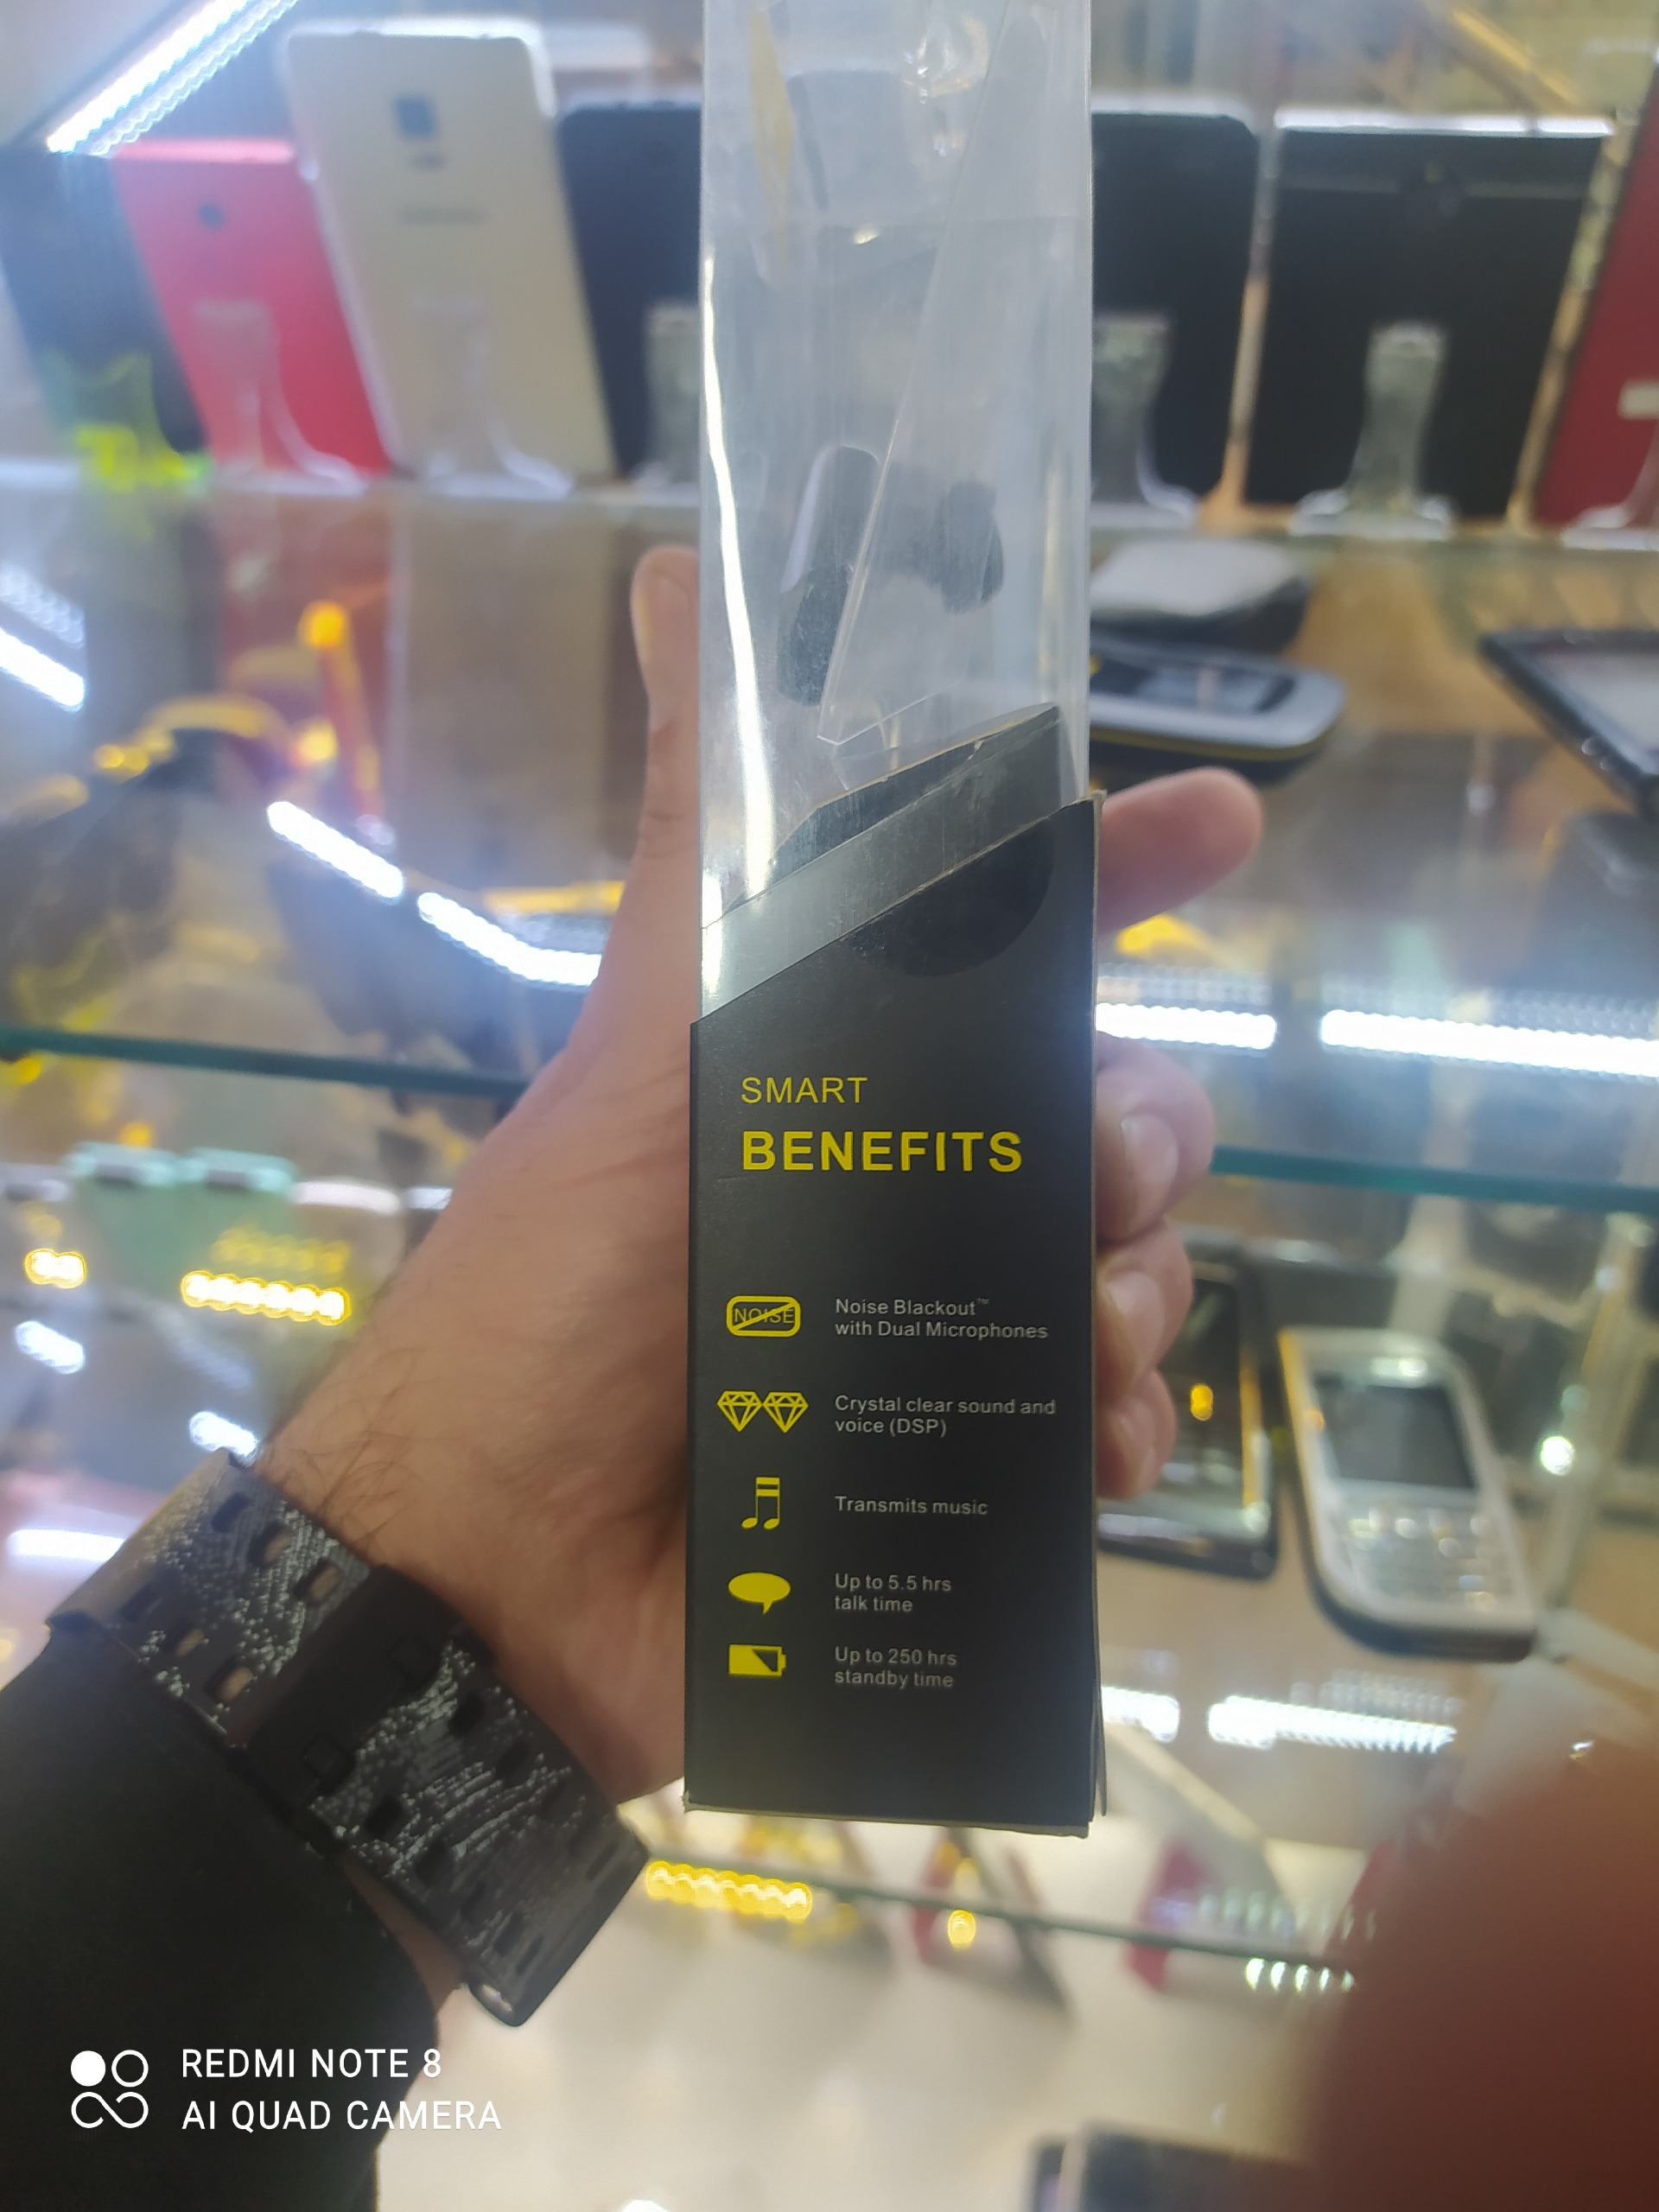 SMART
BENEFITS
NOISE
Noise Blackout™
with Dual Microphones
Crystal clear sound and
voice (DSP)
Transmits music
Up to 5.5 hrs
talk time
Up to 250 hrs
standby time
REDMI NOTE 8
AI QUAD CAMERA